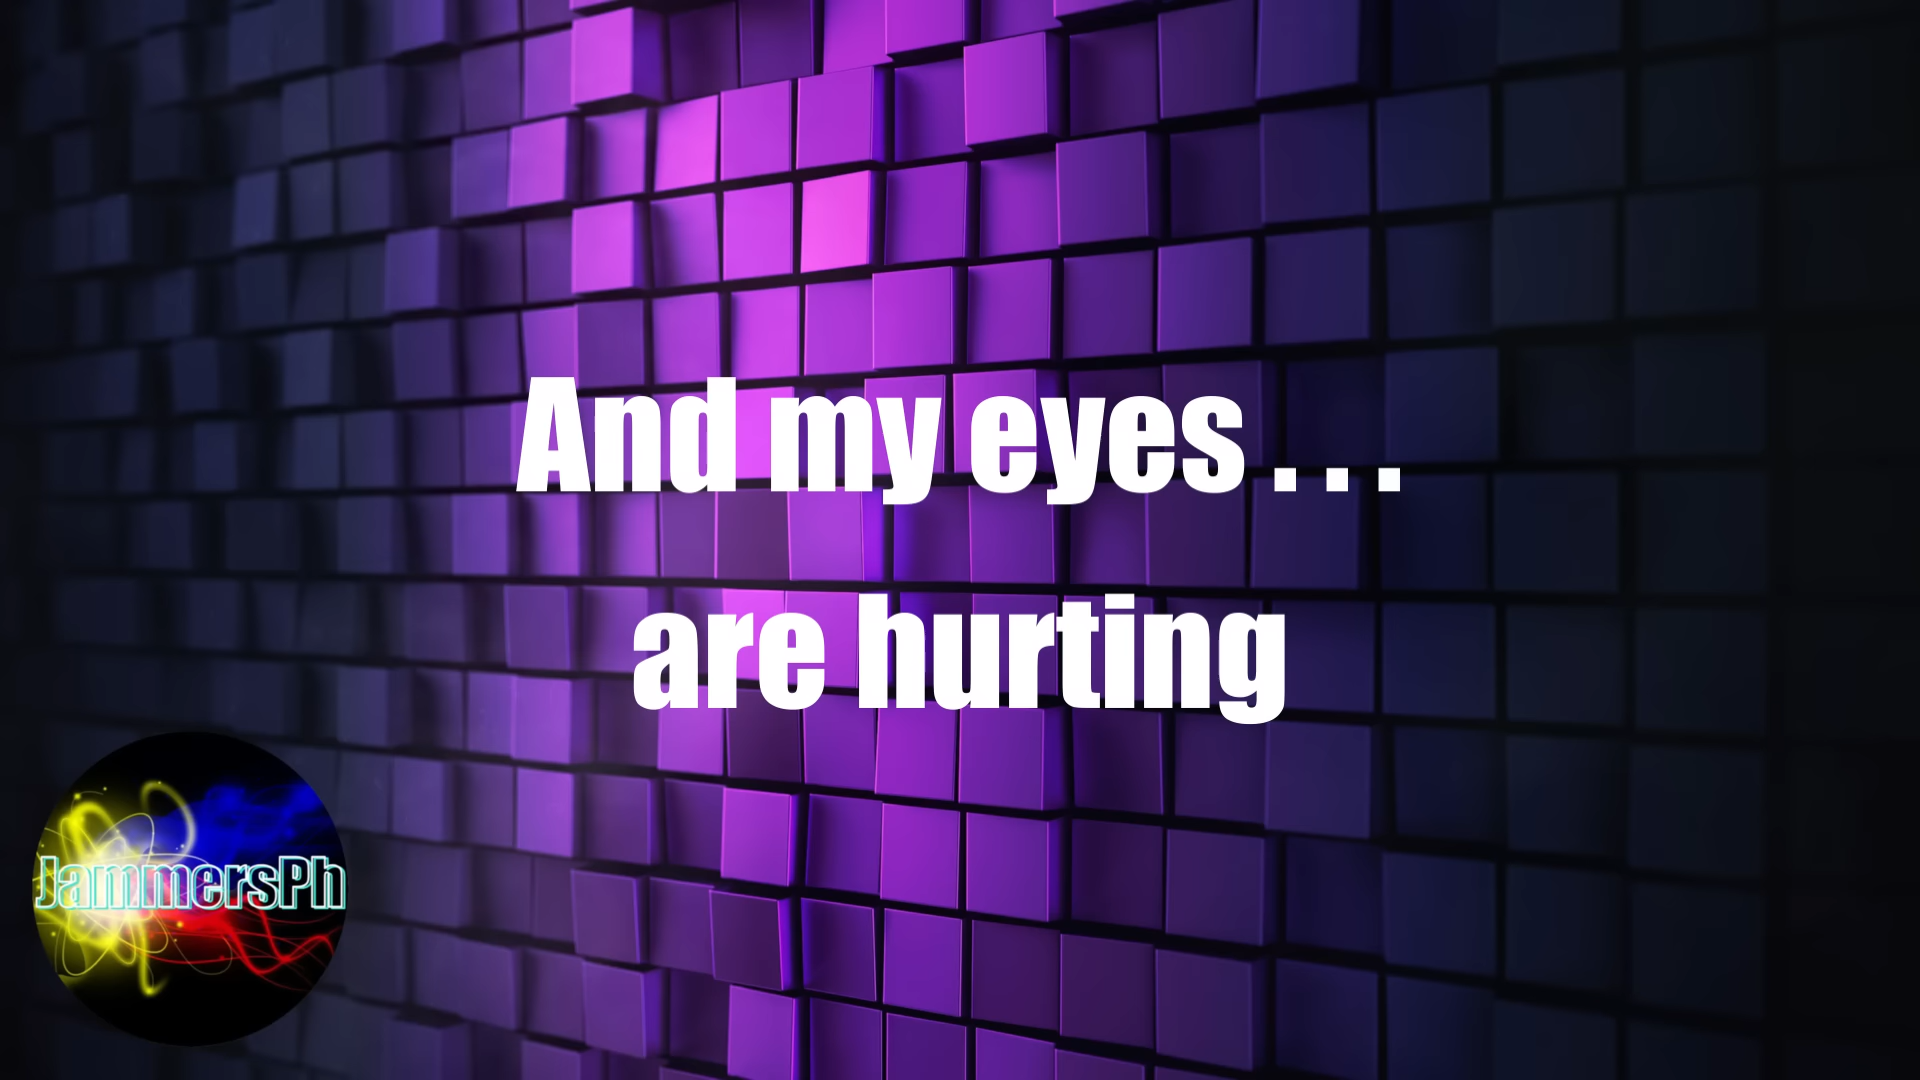 And my eyes . . .
are hurting
JammersPh